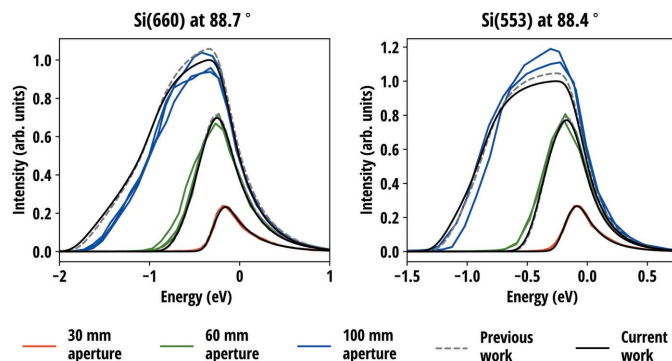 Si(660) at 88.7 °
Si(553) at 88.4 °
Intensity (arb. units)
1.0
0.8
0.6
0.4
0.2
0.0
-2
-1
0
1
Energy (eV)
Intensity (arb. units)
1.2
1.0
0.8
0.6
0.4
0.2
0.0
-1.5
-1.0
-0.5
0.0
0.5
Energy (eV)
30 mm
aperture
60 mm
aperture
100 mm
aperture
Previous
work
Current
work